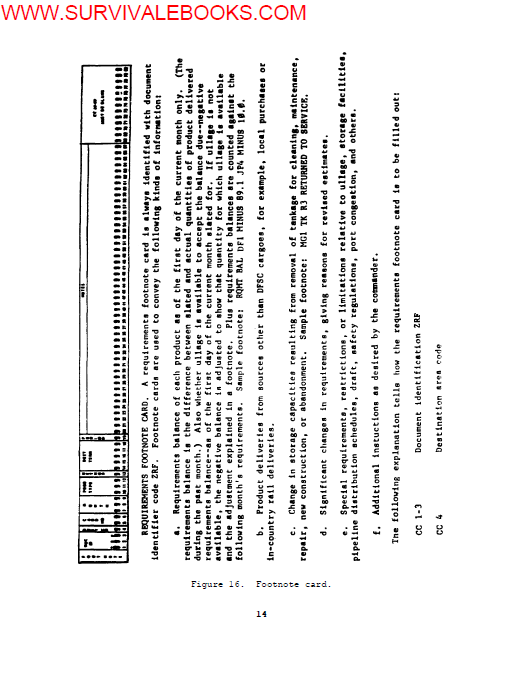 WWW.SURVIVALEBOOKS.COM
REQUIREMENTS FOOTNOTE CARD. A requirements footnote card is always identified with document
identifier code ZRF. Footnote cards are used to convey the following kinds of information:
a. Requirements balance of each product as of the first day of the current month only. (The
requirements balance is the difference between slated and actual quantities of product delivered
during the past month.) Also whether ullage is available to accept the balance due--negative
requirements balance--as of the first day of the current month slated for. If ullage is not
available, the negative balance is adjusted to show that quantity for which ullage is available
and the adjustment explained in a footnote. Plus requirements balances are counted against the
following month's requirements. Sample footnote: RQMT BAL DF1 MINUS 89.1 JP4 MINUS 10.0.
b. Product deliveries from sources other than DFSC cargoes, for example, local purchases or
in-country rail deliveries.
c. Change in storage capacities resulting from removal of tankage for cleaning, maintenance,
repair, new construction, or abandonment. Sample footnote: MG1 TK R3 RETURNED TO SERVICE.
d. Significant changes in requirements, giving reasons for revised estimates.
e. Special requirements, restrictions, or limitations relative to ullage, storage facilities,
pipeline distribution schedules, draft, safety regulations, port congestion, and others.
f. Additional instuctions as desired by the commander.
The following explanation tells how the requirements footnote card is to be filled out:
CC 1-3 Document identification ZRF
CC 4 Destination area code
Figure 16. Footnote card.
14